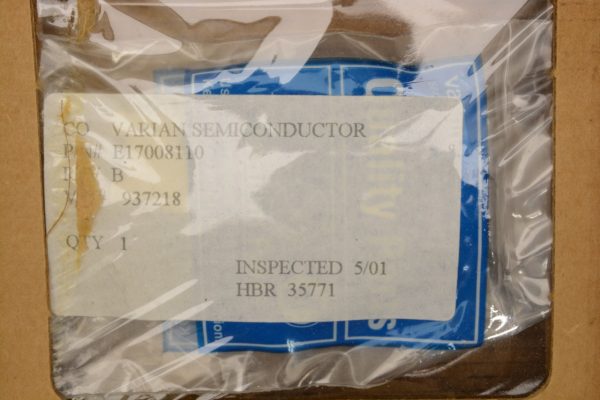 CO VARIAN SEMICONDUCTOR
P/N# E17008110
B
937218
QTY 1
INSPECTED 5/01
HBR 35771